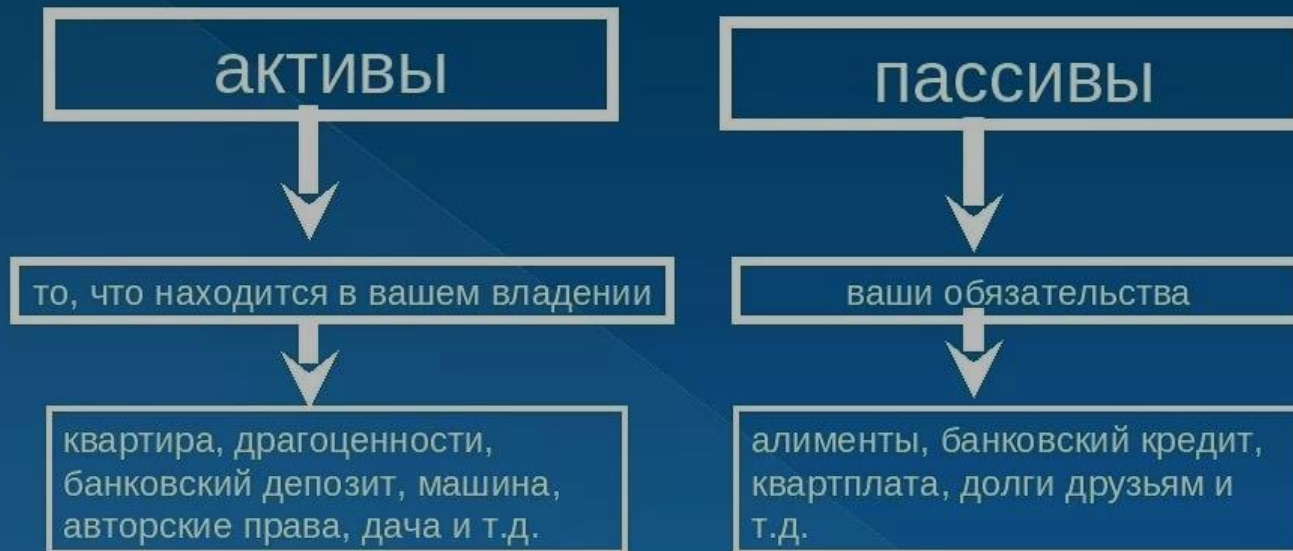 активы
то, что находится в вашем владении
квартира, драгоценности,
банковский депозит, машина,
авторские права, дача и т.д.
пассивы
ваши обязательства
алименты, банковский кредит,
квартплата, долги друзьям и
т.д.